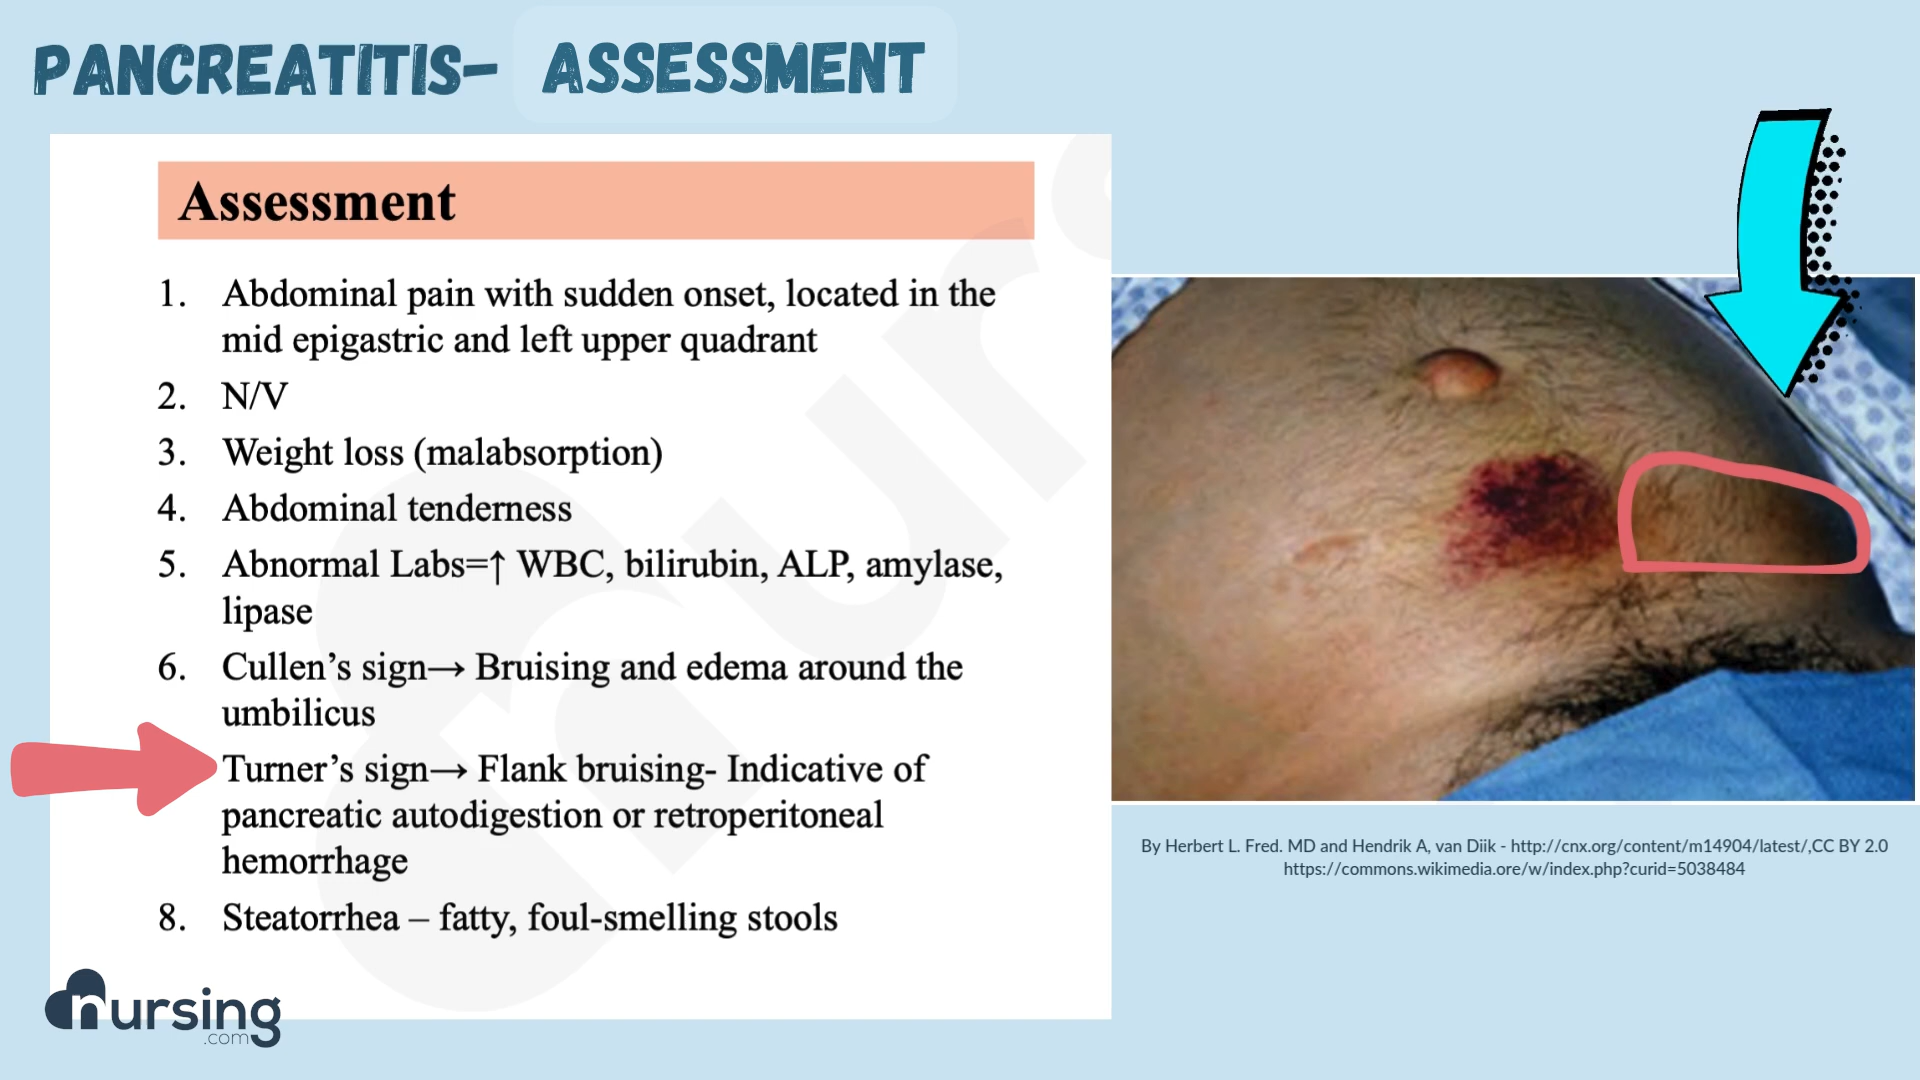 PANCREATITIS- ASSESSMENT
Assessment
1. Abdominal pain with sudden onset, located in the
mid epigastric and left upper quadrant
2. N/V
3. Weight loss (malabsorption)
4. Abdominal tenderness
5. Abnormal Labs=↑ WBC, bilirubin, ALP, amylase,
lipase
6. Cullen’s sign→ Bruising and edema around the
umbilicus
Turner’s sign→ Flank bruising- Indicative of
pancreatic autodigestion or retroperitoneal
hemorrhage
8. Steatorrhea – fatty, foul-smelling stools
By Herbert L. Fred. MD and Hendrik A, van Diik - http://cnx.org/content/m14904/latest/,CC BY 2.0
https://commons.wikimedia.ore/w/index.php?curid=5038484
nursing
.com